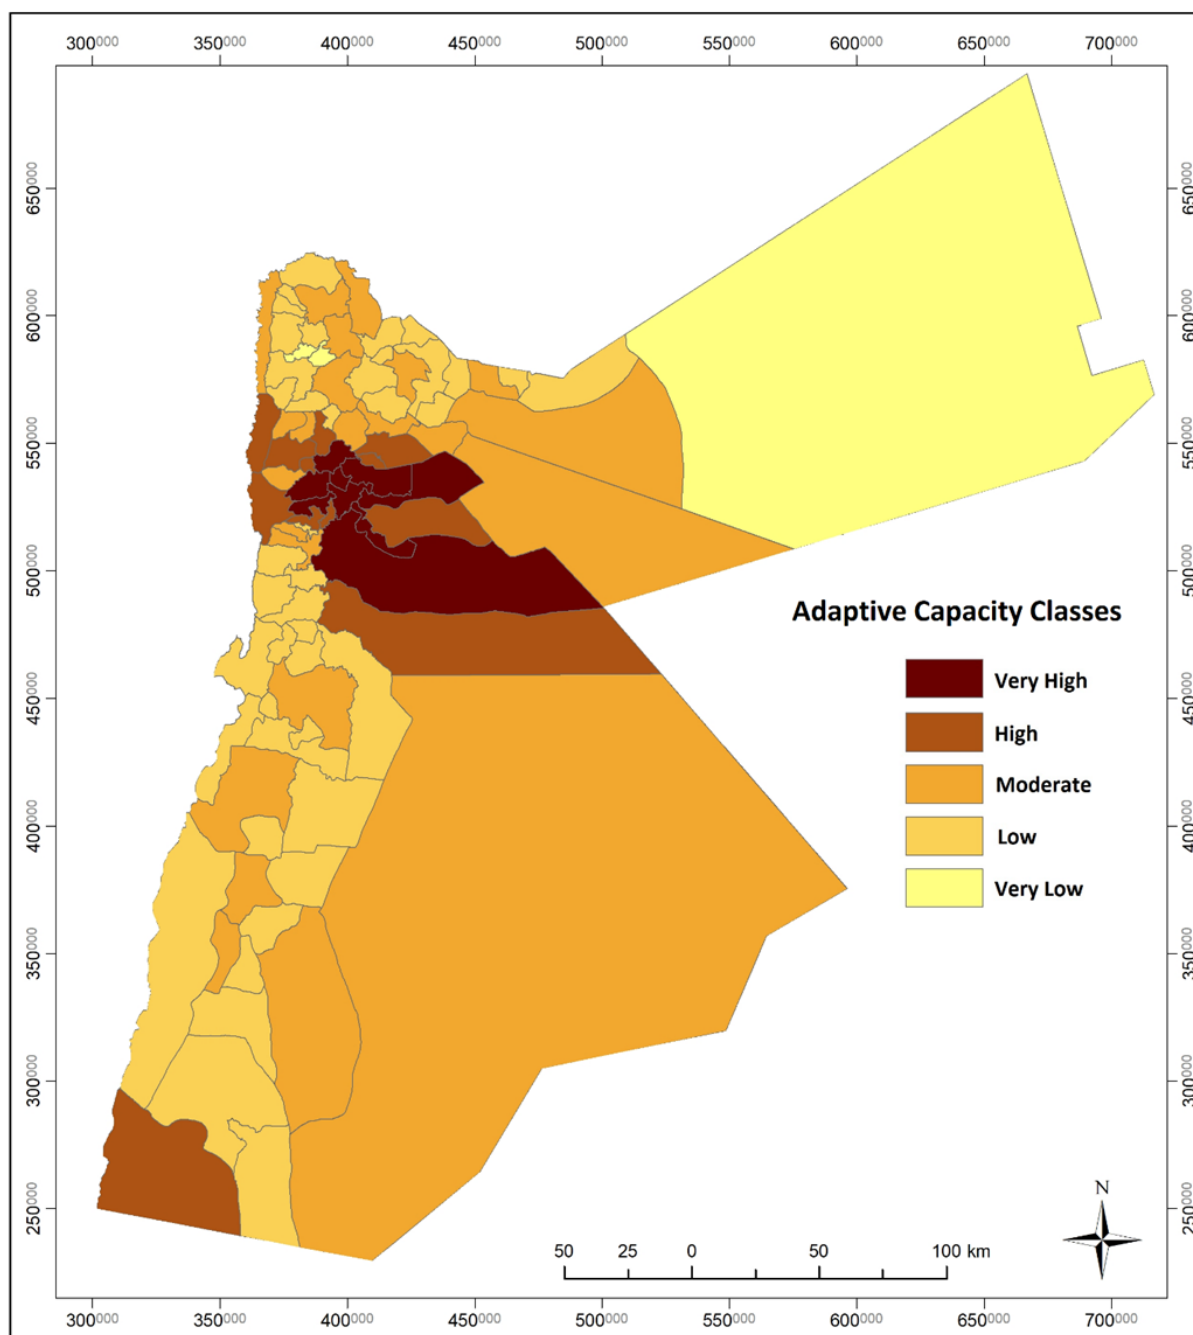 300000 350000 400000 450000 500000 550000 600000 650000 700000
650000 650000
600000 600000
550000 550000
500000 500000
Adaptive Capacity Classes
Very High
450000 450000
High
Moderate
400000 400000
Low
Very Low
350000 350000
300000 300000
N
250000 250000
50 25 0 50 100 km
300000 350000 400000 450000 500000 550000 600000 650000 700000